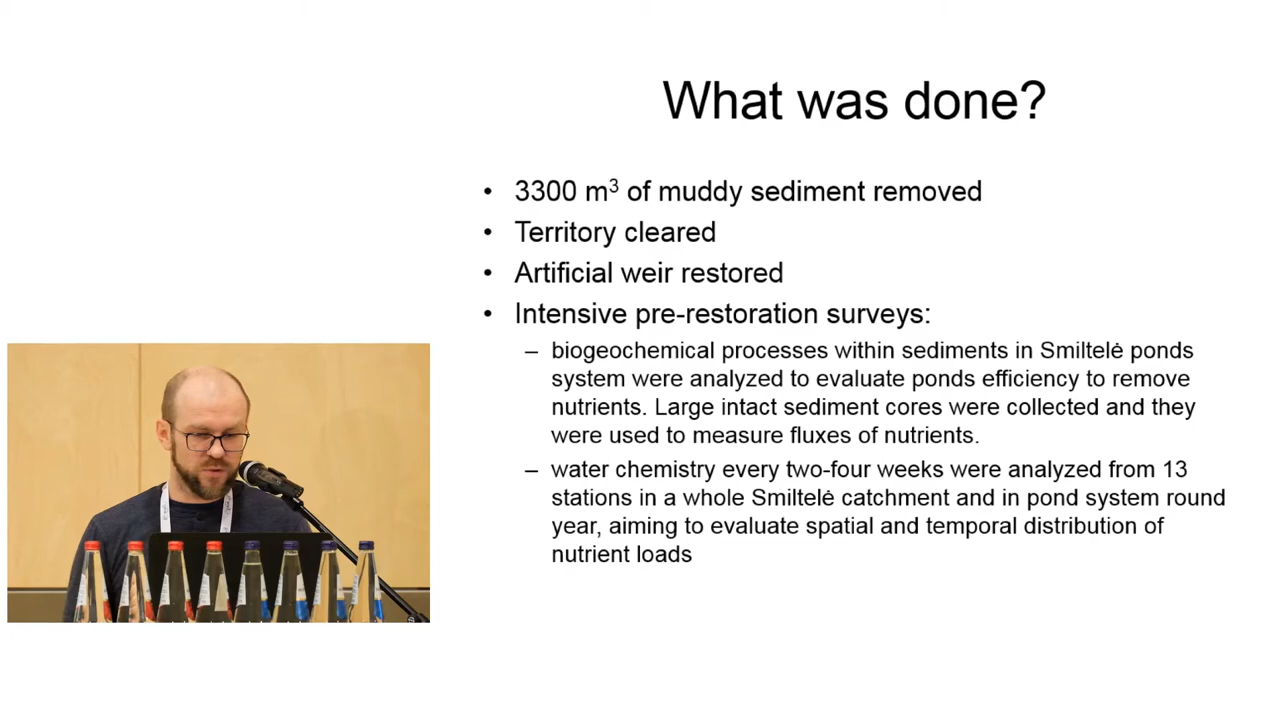 What was done?
• 3300 m³ of muddy sediment removed
• Territory cleared
• Artificial weir restored
• Intensive pre-restoration surveys:
– biogeochemical processes within sediments in Smiltelė ponds
system were analyzed to evaluate ponds efficiency to remove
nutrients. Large intact sediment cores were collected and they
were used to measure fluxes of nutrients.
– water chemistry every two-four weeks were analyzed from 13
stations in a whole Smiltelė catchment and in pond system round
year, aiming to evaluate spatial and temporal distribution of
nutrient loads